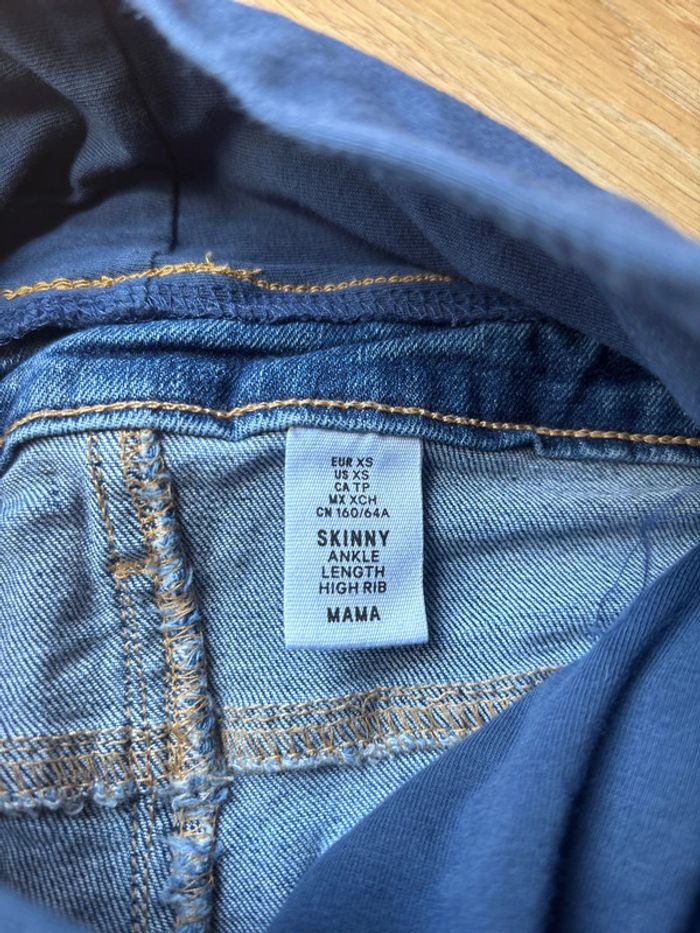 EUR XS
US XS
CA TP
MX XCH
CN 160/64A
SKINNY
ANKLE
LENGTH
HIGH RIB
MAMA